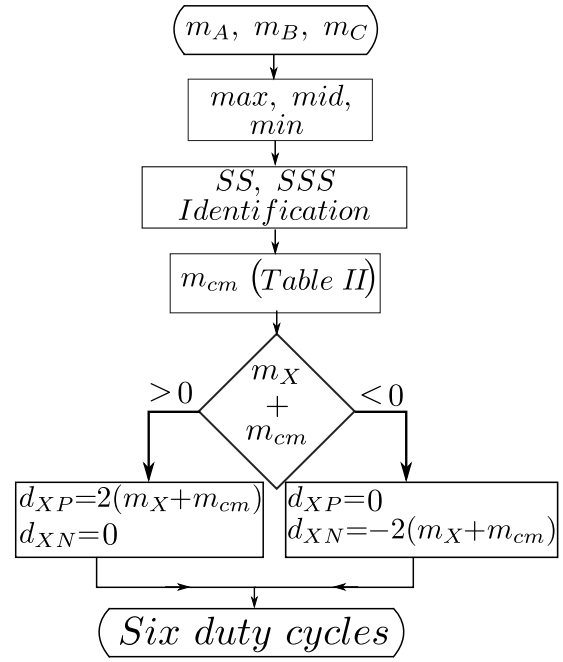 m_A, m_B, m_C
max, mid,
min
SS, SSS
Identification
m_cm (Table II)
m_X
+
m_cm
>0
<0
d_XP=2(m_X+m_cm)
d_XN=0
d_XP=0
d_XN=−2(m_X+m_cm)
Six duty cycles